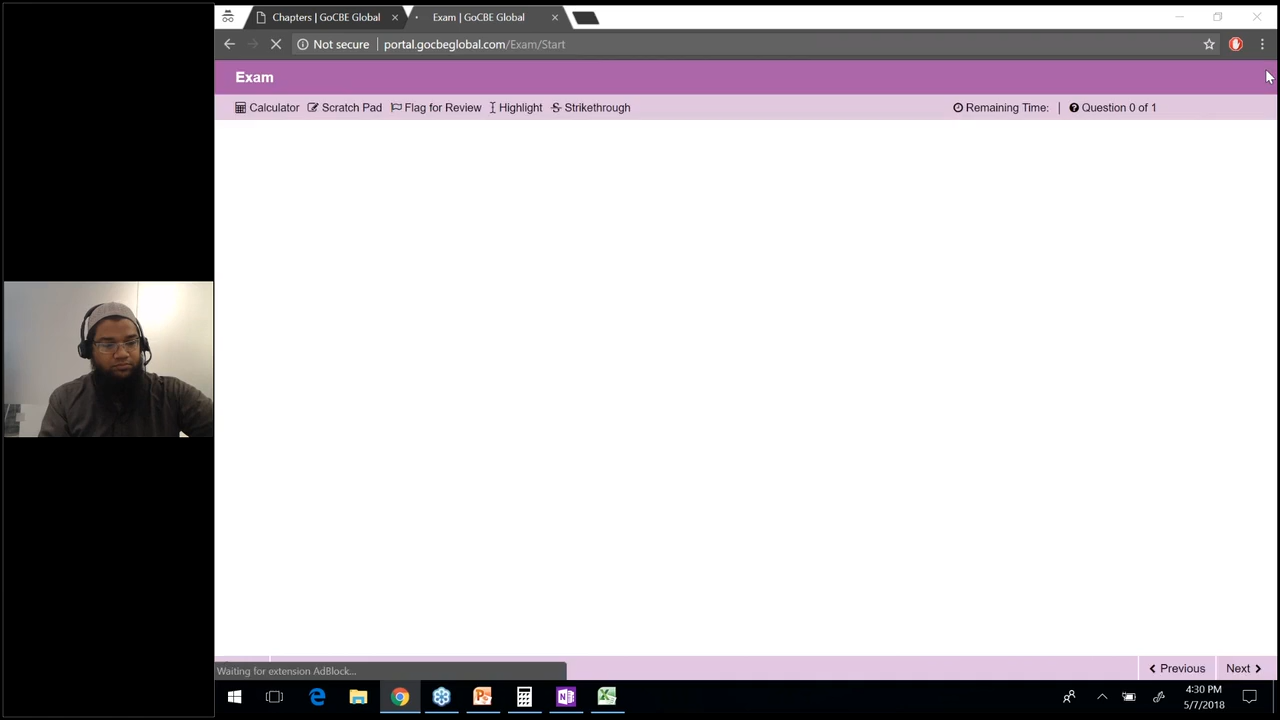 Chapters | GoCBE Global
Exam | GoCBE Global
Not secure
portal.gocbeglobal.com/Exam/Start
Exam
Calculator Scratch Pad Flag for Review Highlight Strikethrough Remaining Time: | Question 0 of 1
Waiting for extension AdBlock...
Previous
Next
4:30 PM
5/7/2018